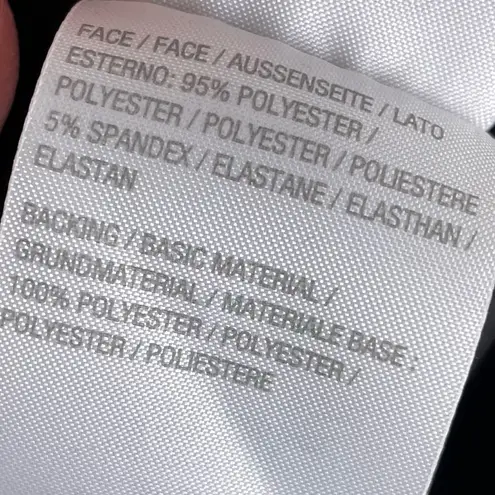 FACE / FACE / AUSSENSEITE / LATO
ESTERNO: 95% POLYESTER /
POLYESTER / POLYESTER / POLIESTERE
5% SPANDEX / ELASTANE / ELASTHAN /
ELASTAN
BACKING / BASIC MATERIAL /
GRUNDMATERIAL / MATERIALE BASE :
100% POLYESTER / POLYESTER /
POLYESTER / POLIESTERE